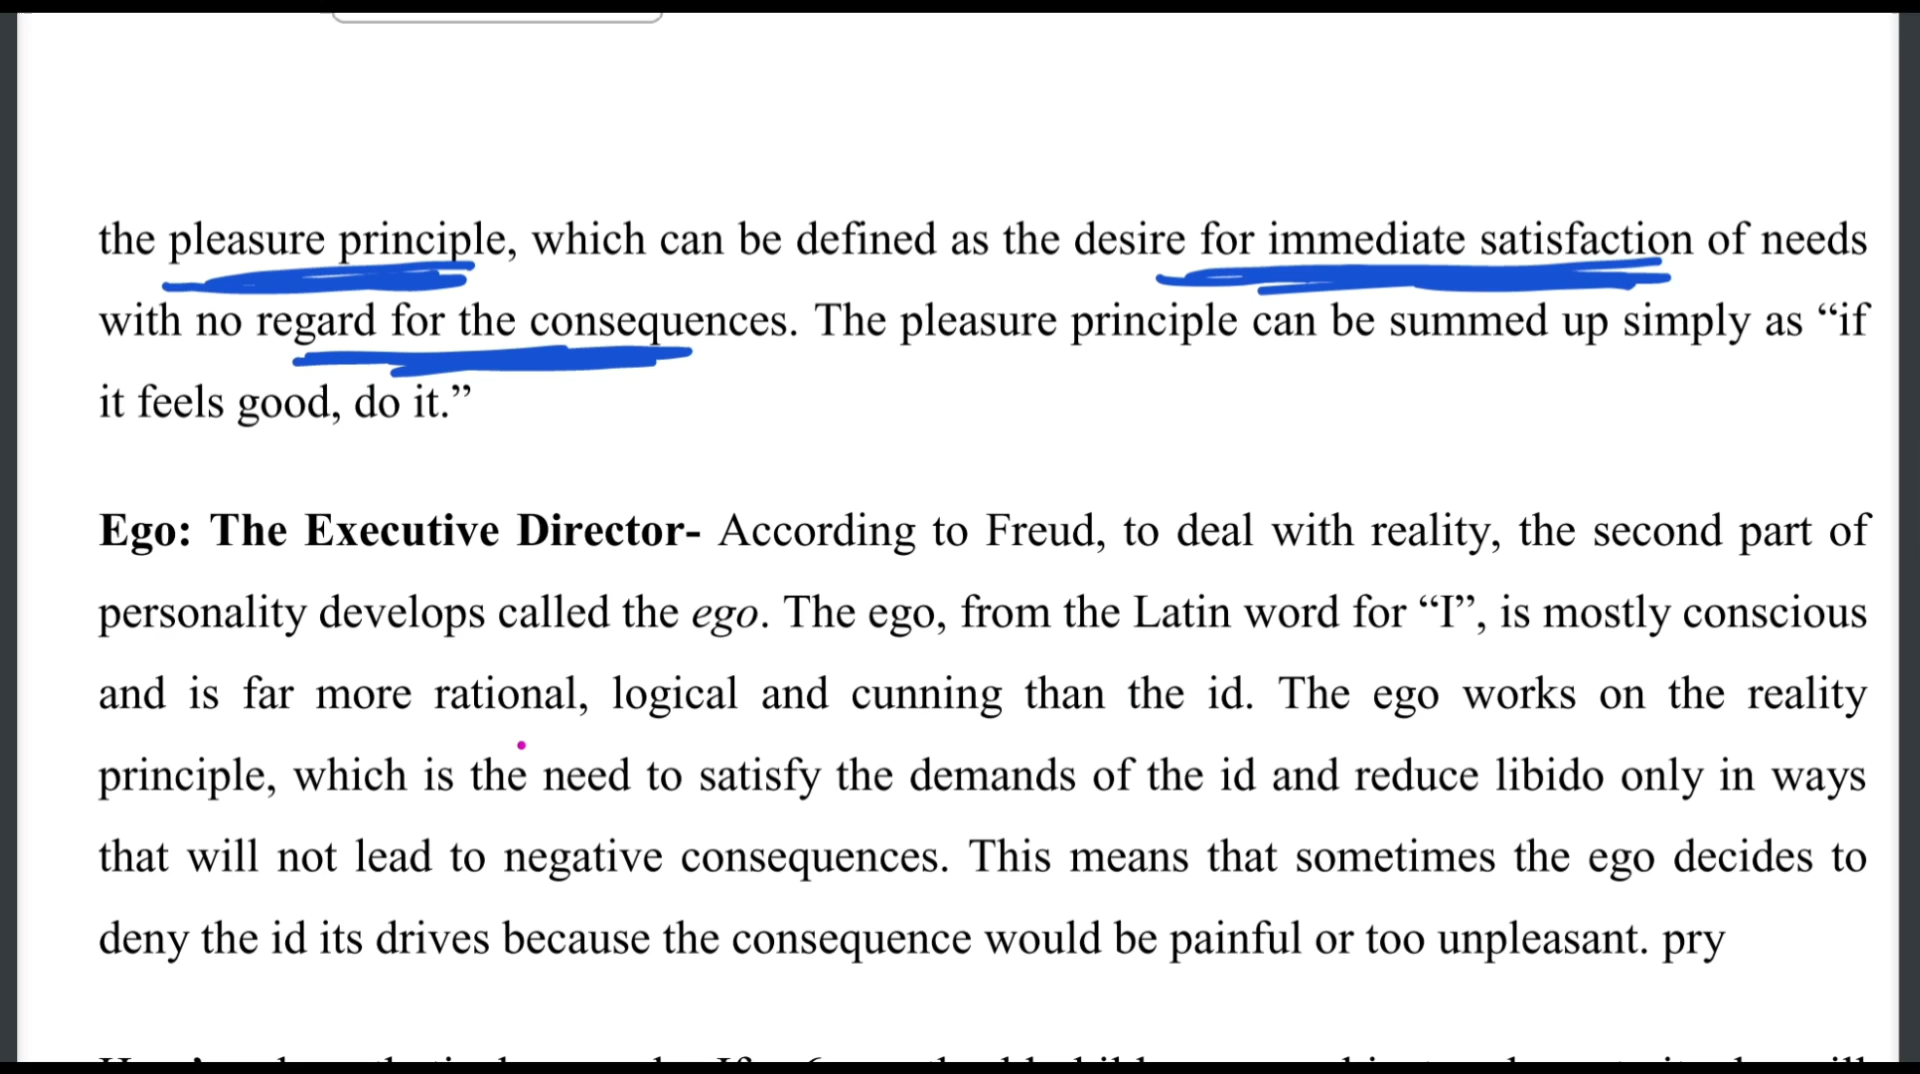 the pleasure principle, which can be defined as the desire for immediate satisfaction of needs
with no regard for the consequences. The pleasure principle can be summed up simply as “if
it feels good, do it.”
Ego: The Executive Director- According to Freud, to deal with reality, the second part of
personality develops called the ego. The ego, from the Latin word for “I”, is mostly conscious
and is far more rational, logical and cunning than the id. The ego works on the reality
principle, which is the need to satisfy the demands of the id and reduce libido only in ways
that will not lead to negative consequences. This means that sometimes the ego decides to
deny the id its drives because the consequence would be painful or too unpleasant. pry